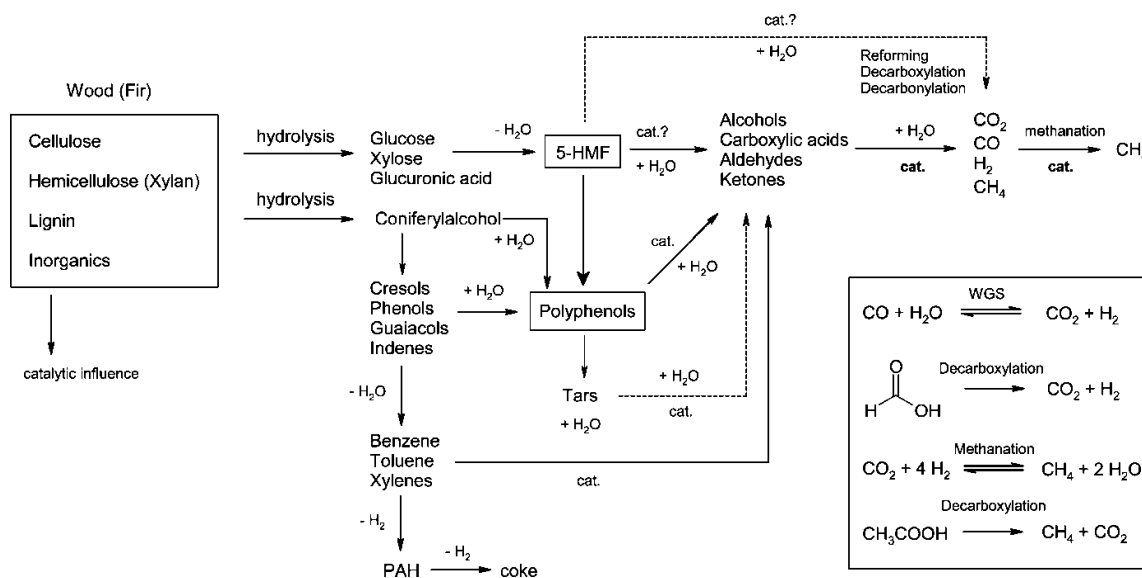 cat.?
+ H₂O
Reforming
Decarboxylation
Decarbonylation
Wood (Fir)
Cellulose
Hemicellulose (Xylan)
Lignin
Inorganics
catalytic influence
hydrolysis
Glucose
Xylose
Glucuronic acid
- H₂O
5-HMF
cat.?
+ H₂O
Alcohols
Carboxylic acids
Aldehydes
Ketones
+ H₂O
cat.
CO₂
CO
H₂
CH₄
methanation
cat.
hydrolysis
Coniferylalcohol
+ H₂O
Cresols
Phenols
Guaiacols
Indenes
+ H₂O
Polyphenols
cat.
+ H₂O
- H₂O
Tars
+ H₂O
+ H₂O
cat.
Benzene
Toluene
Xylenes
cat.
- H₂
PAH
- H₂
coke
WGS
CO + H₂O CO₂ + H₂
Decarboxylation
O
H OH
CO₂ + H₂
Methanation
CO₂ + 4 H₂ CH₄ + 2 H₂O
Decarboxylation
CH₃COOH CH₄ + CO₂